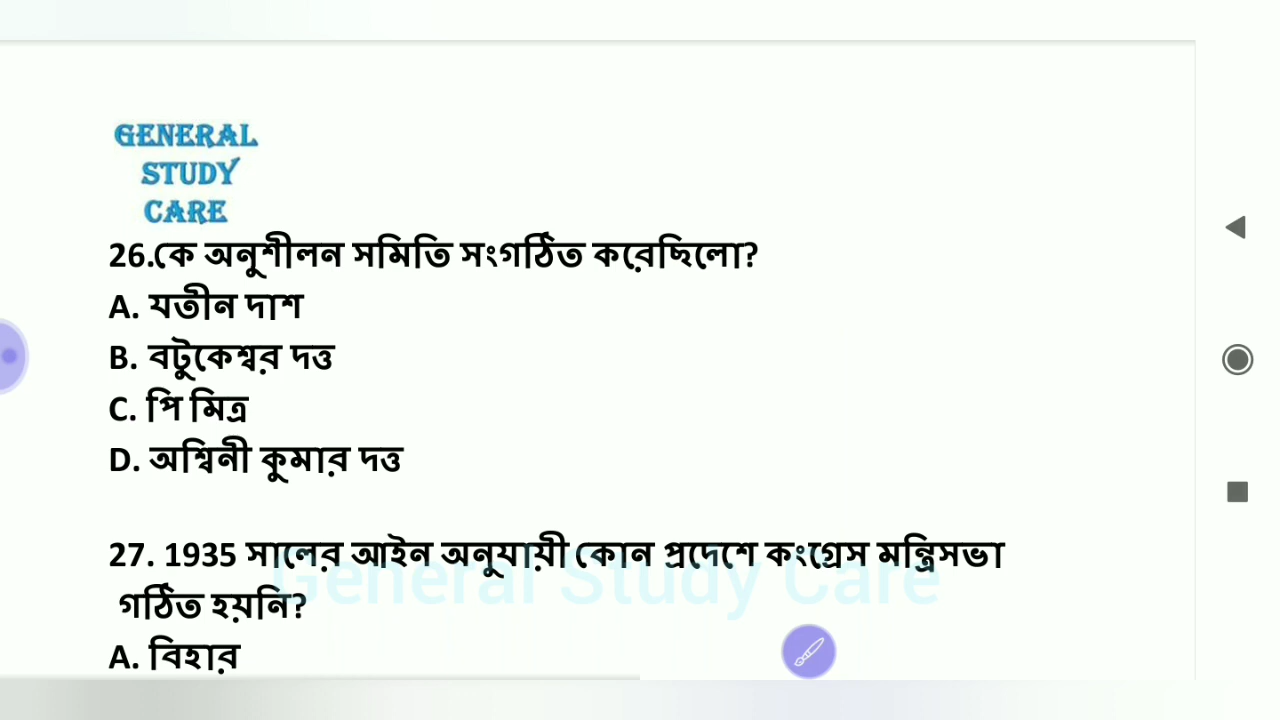 GENERAL
STUDY
CARE
26.কে অনুশীলন সমিতি সংগঠিত করেছিলো?
A. যতীন দাশ
B. বটুকেশ্বর দত্ত
C. পি মিত্র
D. অশ্বিনী কুমার দত্ত
27. 1935 সালের আইন অনুযায়ী কোন প্রদেশে কংগ্রেস মন্ত্রিসভা
গঠিত হয়নি?
General Study Care
A. বিহার